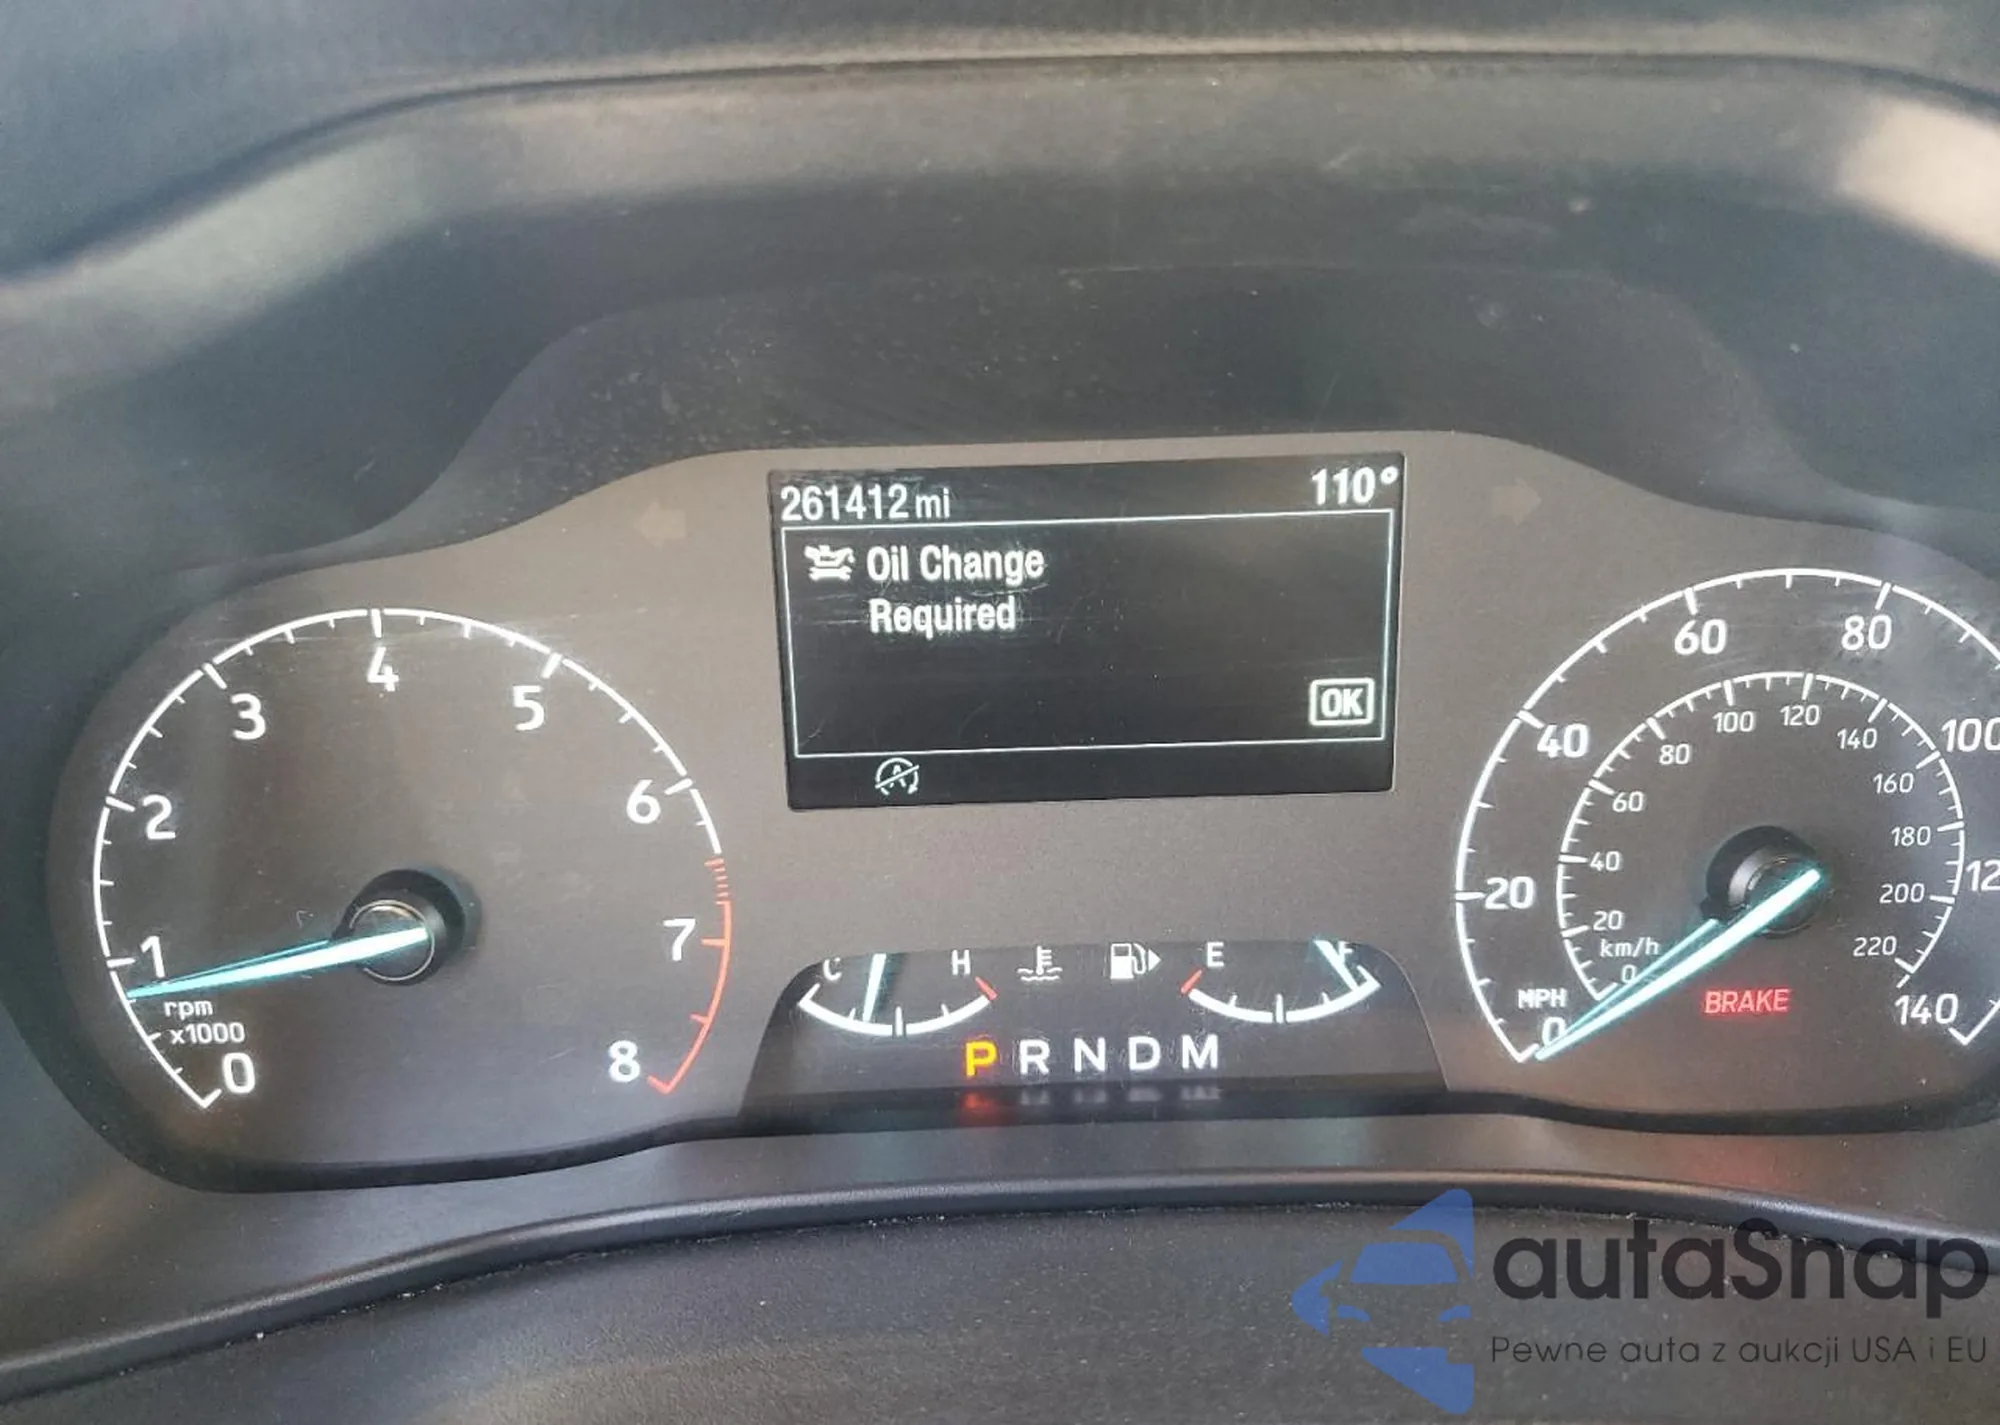 261412 mi 110°
Oil Change
Required
OK
A
0 1 2 3 4 5 6 7 8
rpm
x1000
C H
E F
P R N D M
0 20 40 60 80 100 12 140
MPH
0 20 40 60 80 100 120 140 160 180 200 220
km/h
BRAKE
autaSnap
Pewne auta z aukcji USA i EU